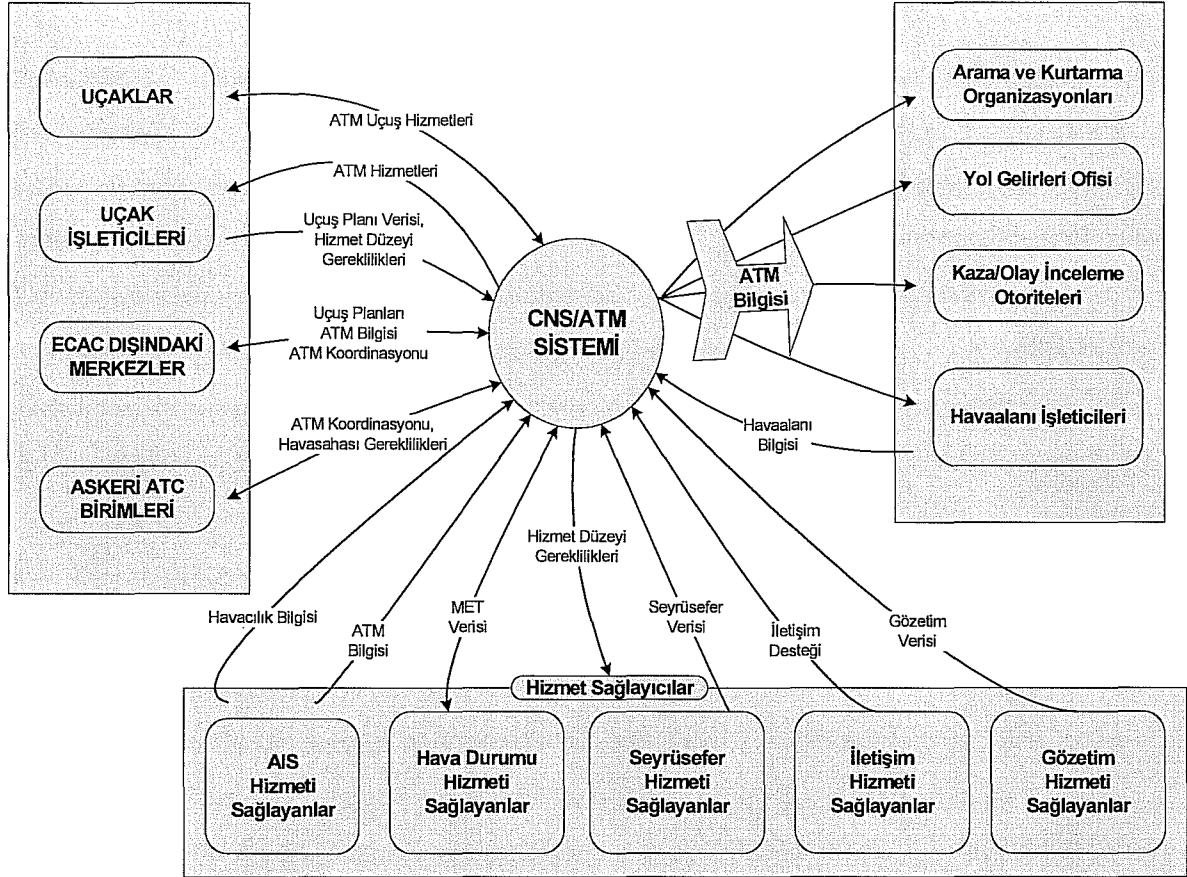 UÇAKLAR
UÇAK
İŞLETİCİLERİ
ECAC DIŞINDAKİ
MERKEZLER
ASKERİ ATC
BİRİMLERİ
ATM Uçuş Hizmetleri
ATM Hizmetleri
Uçuş Planı Verisi,
Hizmet Düzeyi
Gereklilikleri
Uçuş Planları
ATM Bilgisi
ATM Koordinasyonu
ATM Koordinasyonu,
Havasahası Gereklilikleri
CNS/ATM
SİSTEMİ
ATM
Bilgisi
Arama ve Kurtarma
Organizasyonları
Yol Gelirleri Ofisi
Kaza/Olay İnceleme
Otoriteleri
Havaalanı İşleticileri
Havaalanı
Bilgisi
Havacılık Bilgisi
ATM
Bilgisi
MET
Verisi
Hizmet Düzeyi
Gereklilikleri
Seyrüsefer
Verisi
İletişim
Desteği
Gözetim
Verisi
Hizmet Sağlayıcılar
AIS
Hizmeti
Sağlayanlar
Hava Durumu
Hizmeti
Sağlayanlar
Seyrüsefer
Hizmeti
Sağlayanlar
İletişim
Hizmeti
Sağlayanlar
Gözetim
Hizmeti
Sağlayanlar